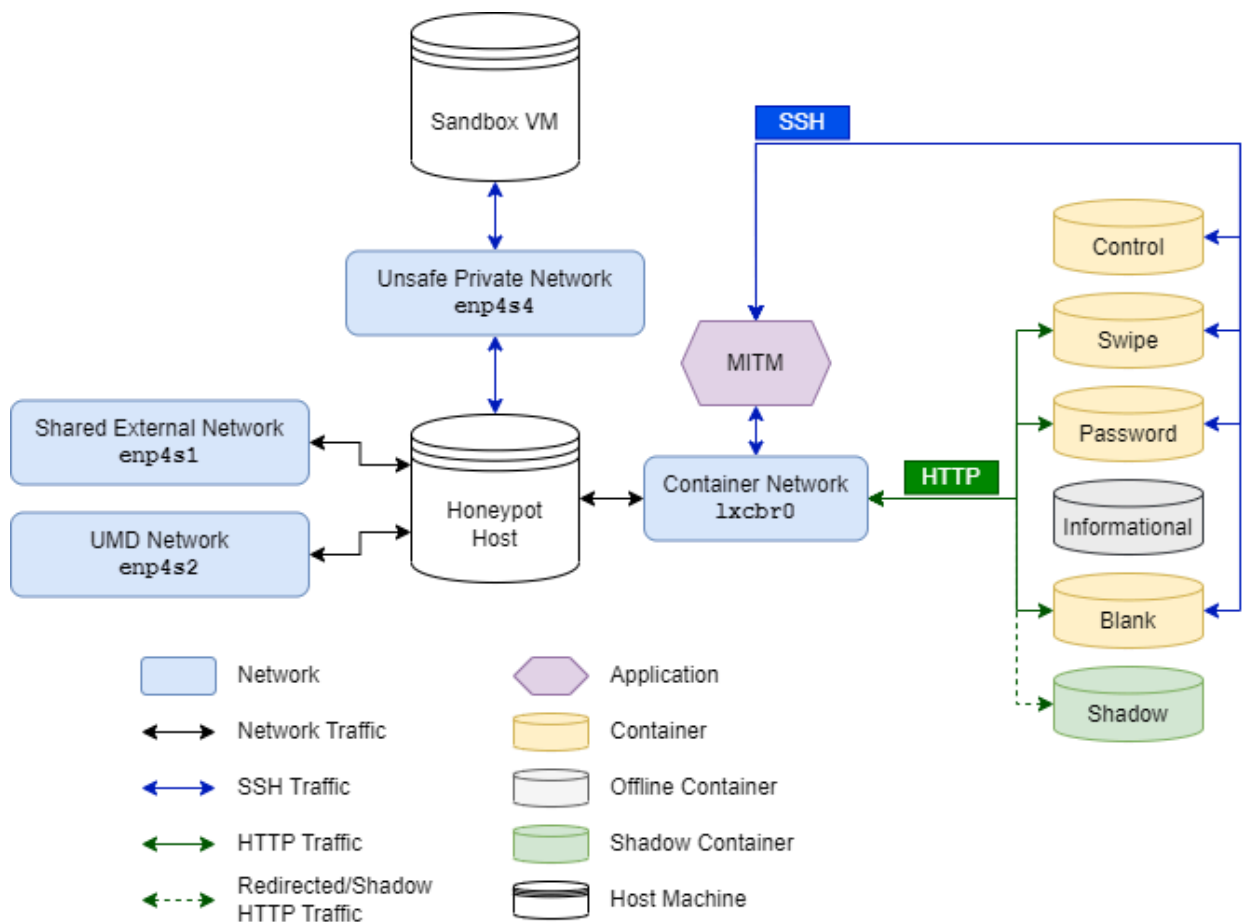 Sandbox VM
SSH
Control
Unsafe Private Network
enp4s4
Swipe
MITM
Shared External Network
enp4s1
Password
Container Network
lxcbr0
HTTP
Honeypot
Host
Informational
UMD Network
enp4s2
Blank
Network
Application
Shadow
Network Traffic
Container
SSH Traffic
Offline Container
HTTP Traffic
Shadow Container
Redirected/Shadow
HTTP Traffic
Host Machine